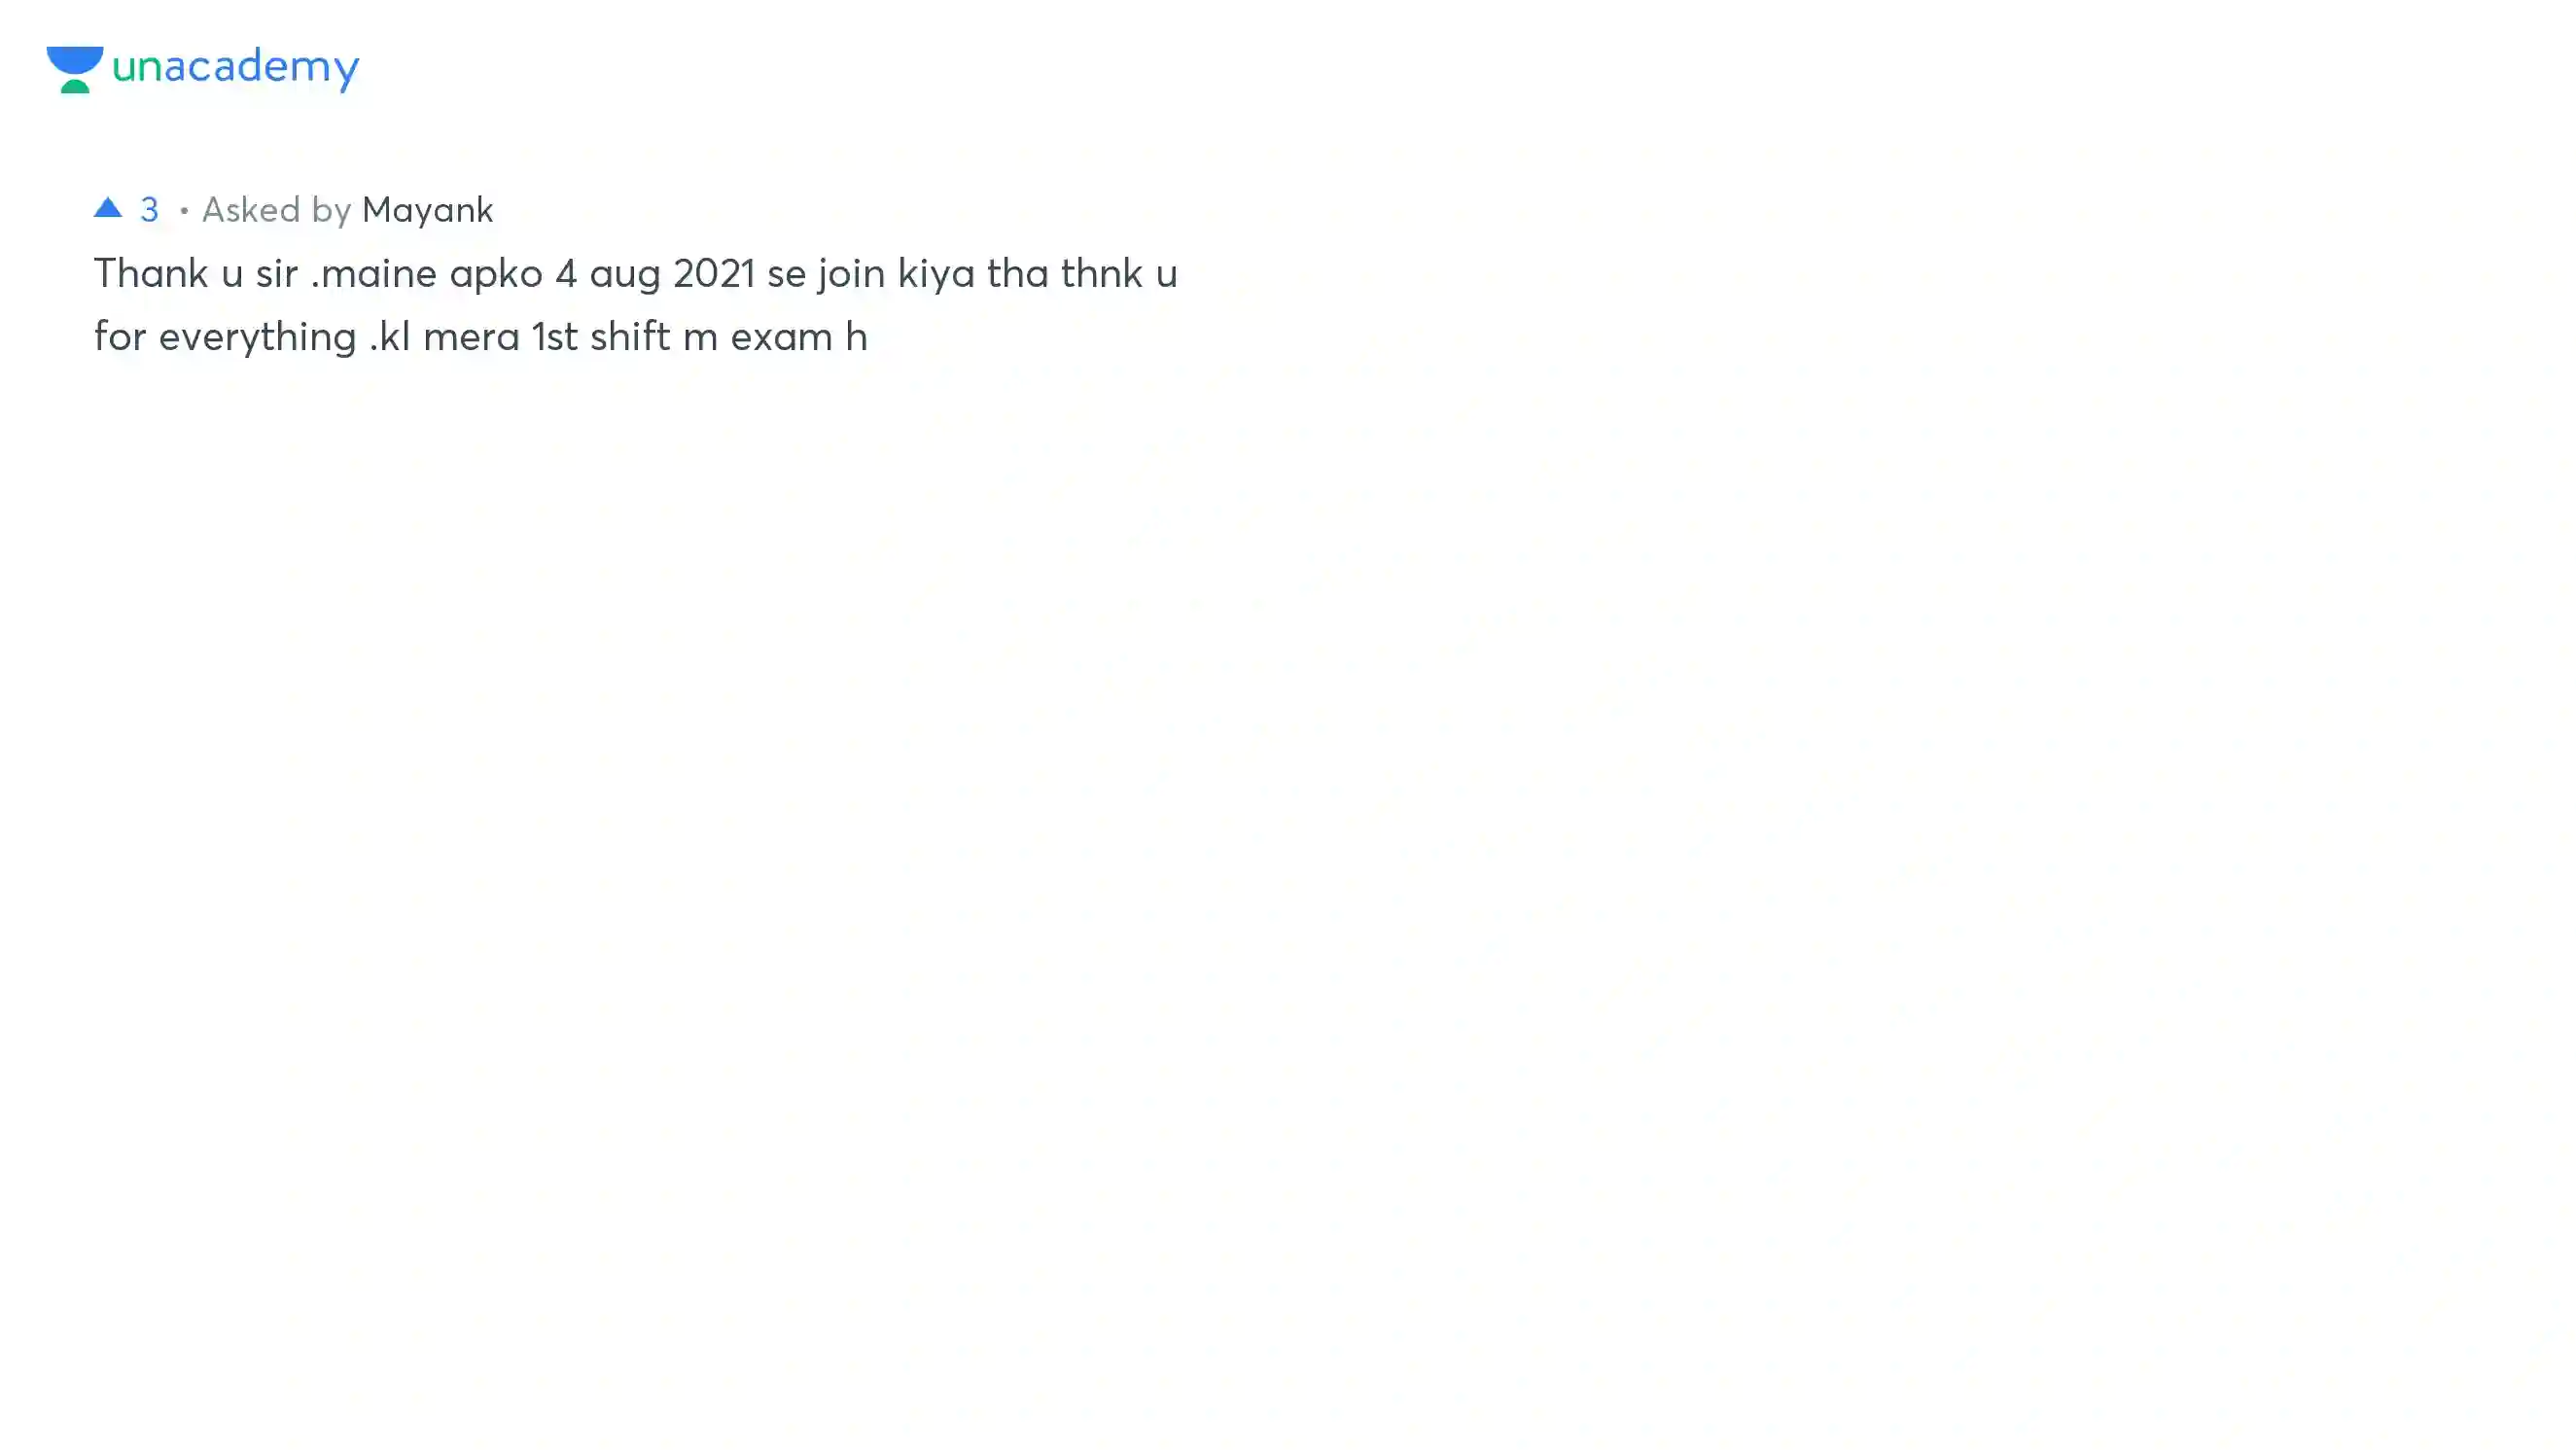 unacademy
▲ 3 • Asked by Mayank
Thank u sir .maine apko 4 aug 2021 se join kiya tha thnk u
for everything .kl mera 1st shift m exam h